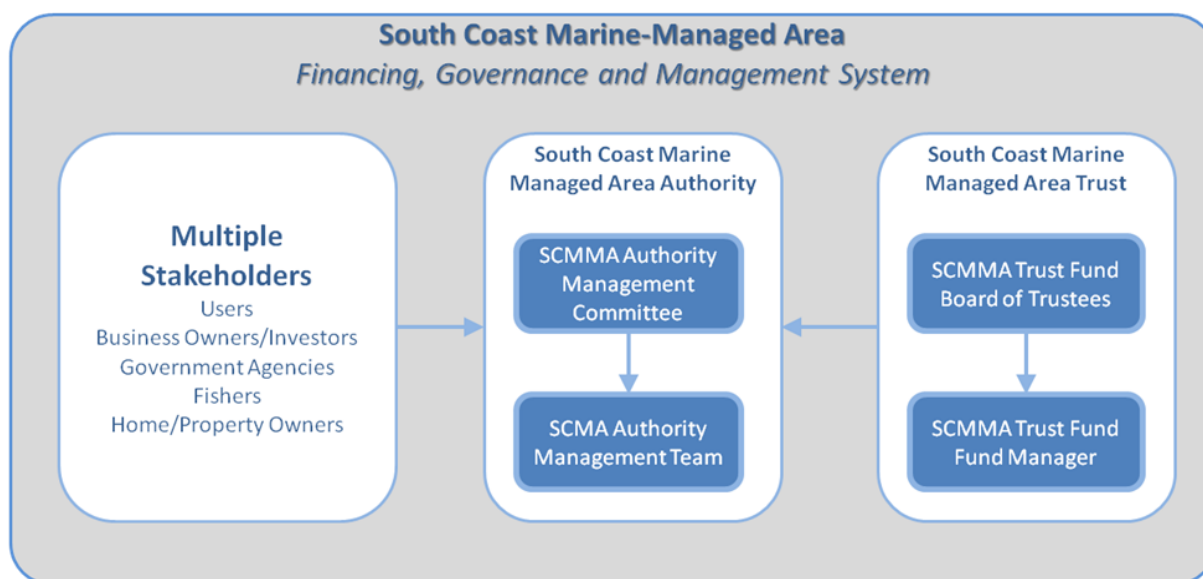 South Coast Marine-Managed Area
Financing, Governance and Management System
Multiple
Stakeholders
Users
Business Owners/Investors
Government Agencies
Fishers
Home/Property Owners
South Coast Marine
Managed Area Authority
SCMMA Authority
Management
Committee
SCMA Authority
Management Team
South Coast Marine
Managed Area Trust
SCMMA Trust Fund
Board of Trustees
SCMMA Trust Fund
Fund Manager